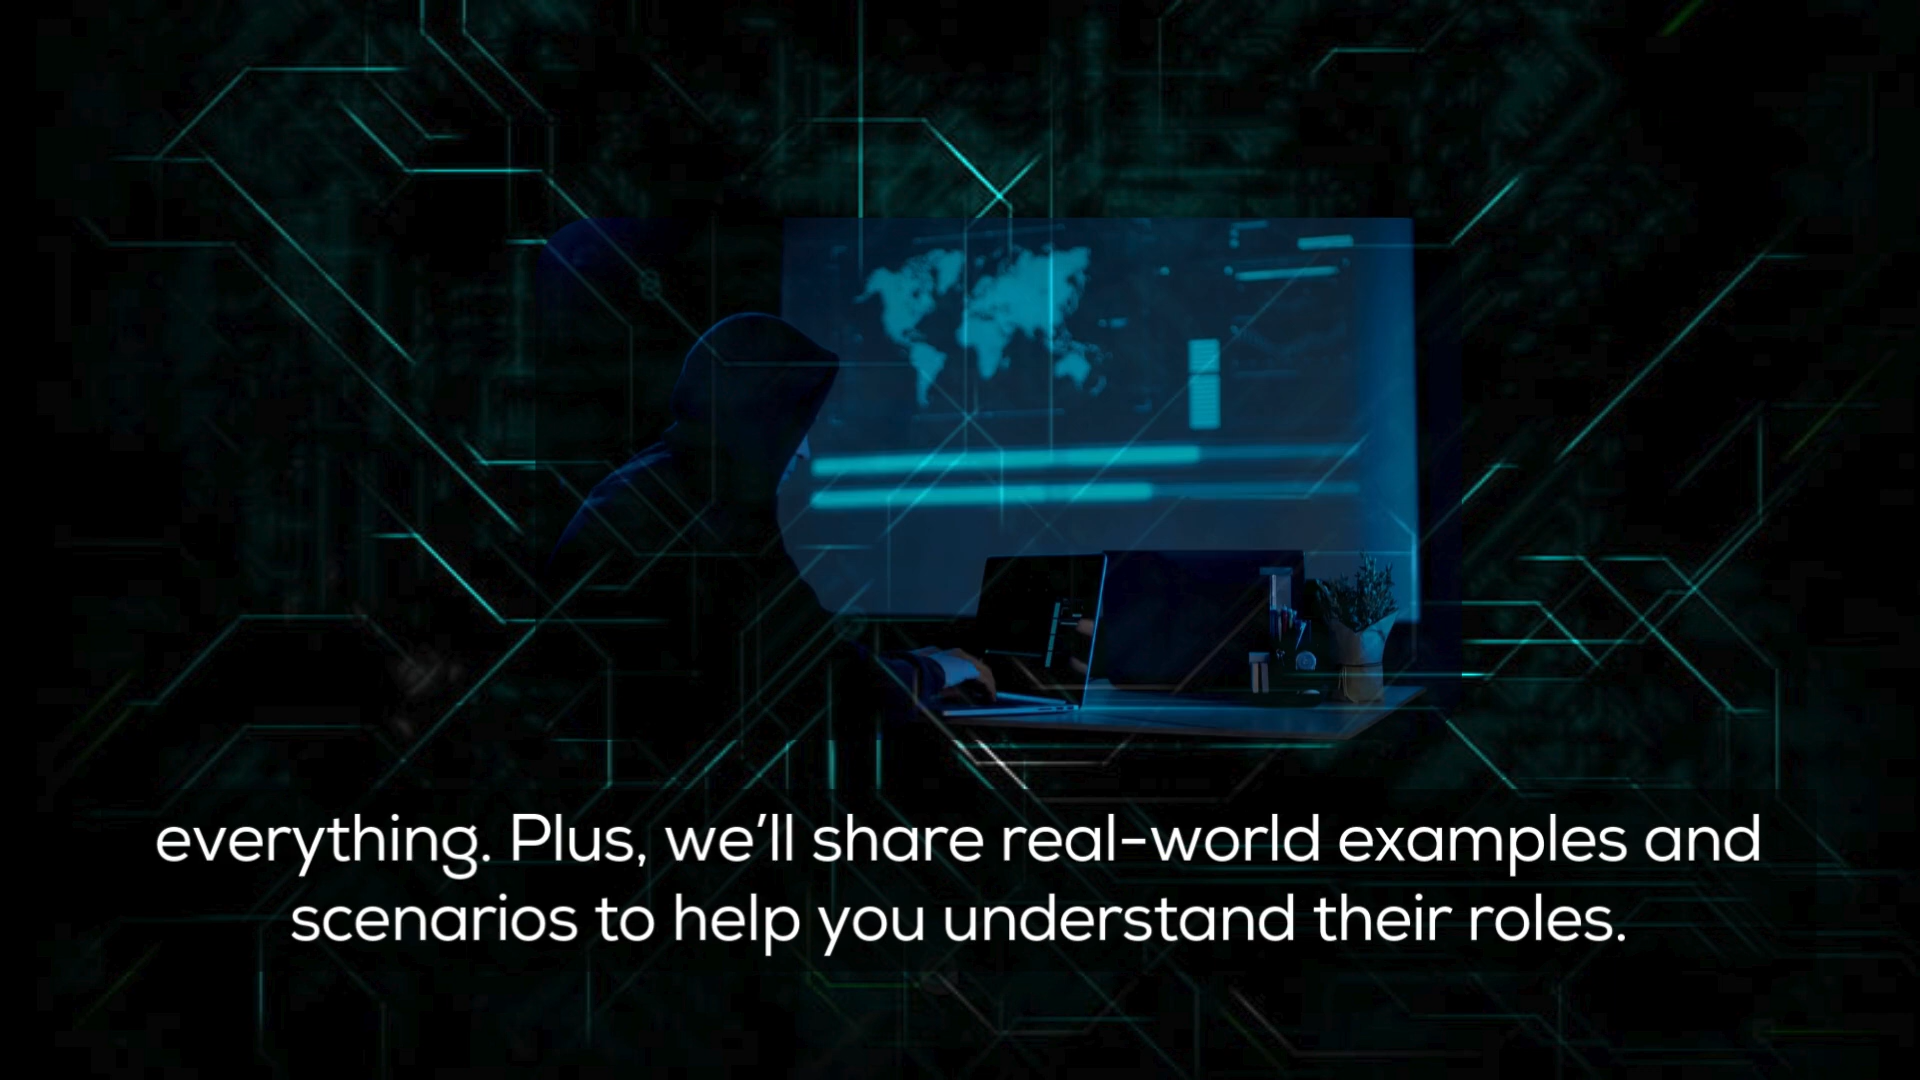 everything. Plus, we’ll share real-world examples and
scenarios to help you understand their roles.